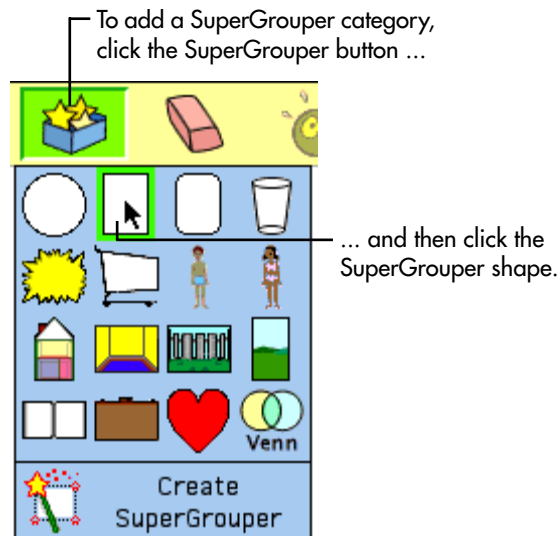 To add a SuperGrouper category,
click the SuperGrouper button ...
... and then click the
SuperGrouper shape.
Venn
Create
SuperGrouper